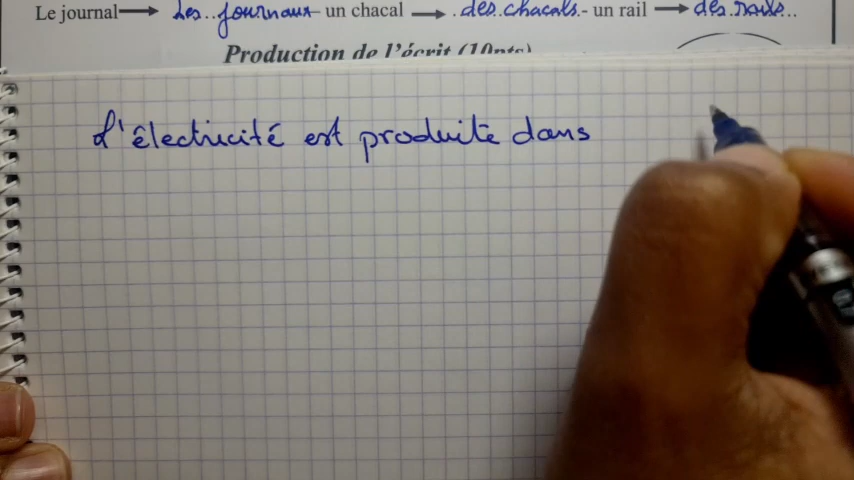 Le journal → Les journaux - un chacal → des chacals - un rail → des rails
Production de l'écrit (10pts)
L'électricité est produite dans